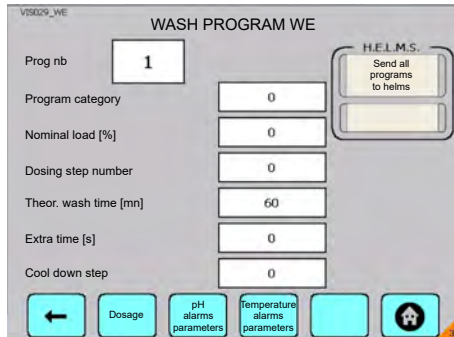 VIS029_WE
WASH PROGRAM WE
Prog nb 1
H.E.L.M.S.
Send all
programs
to helms
Program category 0
Nominal load [%] 0
Dosing step number 0
Theor. wash time [mn] 60
Extra time [s] 0
Cool down step 0
Dosage
pH
alarms
parameters
Temperature
alarms
parameters